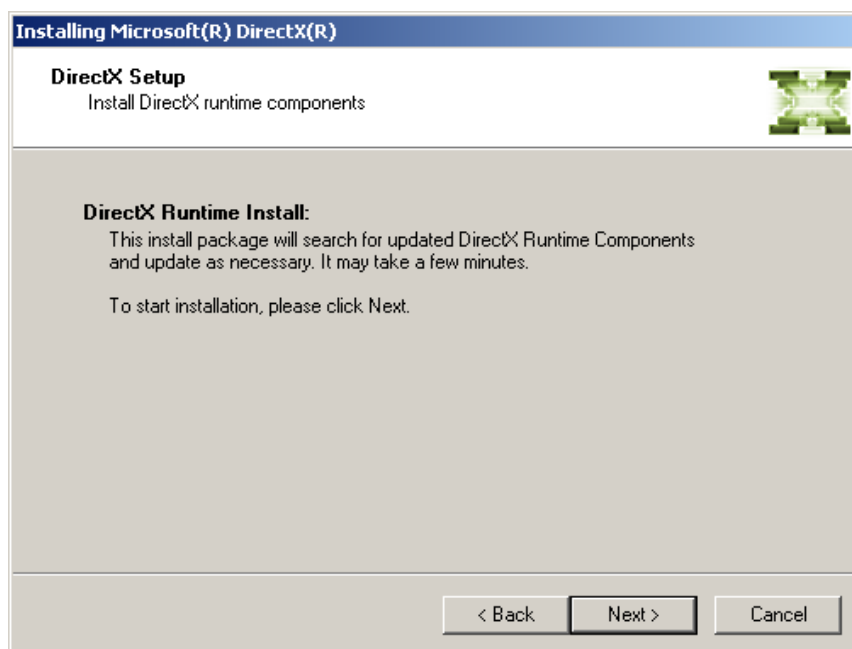 Installing Microsoft(R) DirectX(R)
DirectX Setup
Install DirectX runtime components
DirectX Runtime Install:
This install package will search for updated DirectX Runtime Components
and update as necessary. It may take a few minutes.
To start installation, please click Next.
< Back
Next >
Cancel